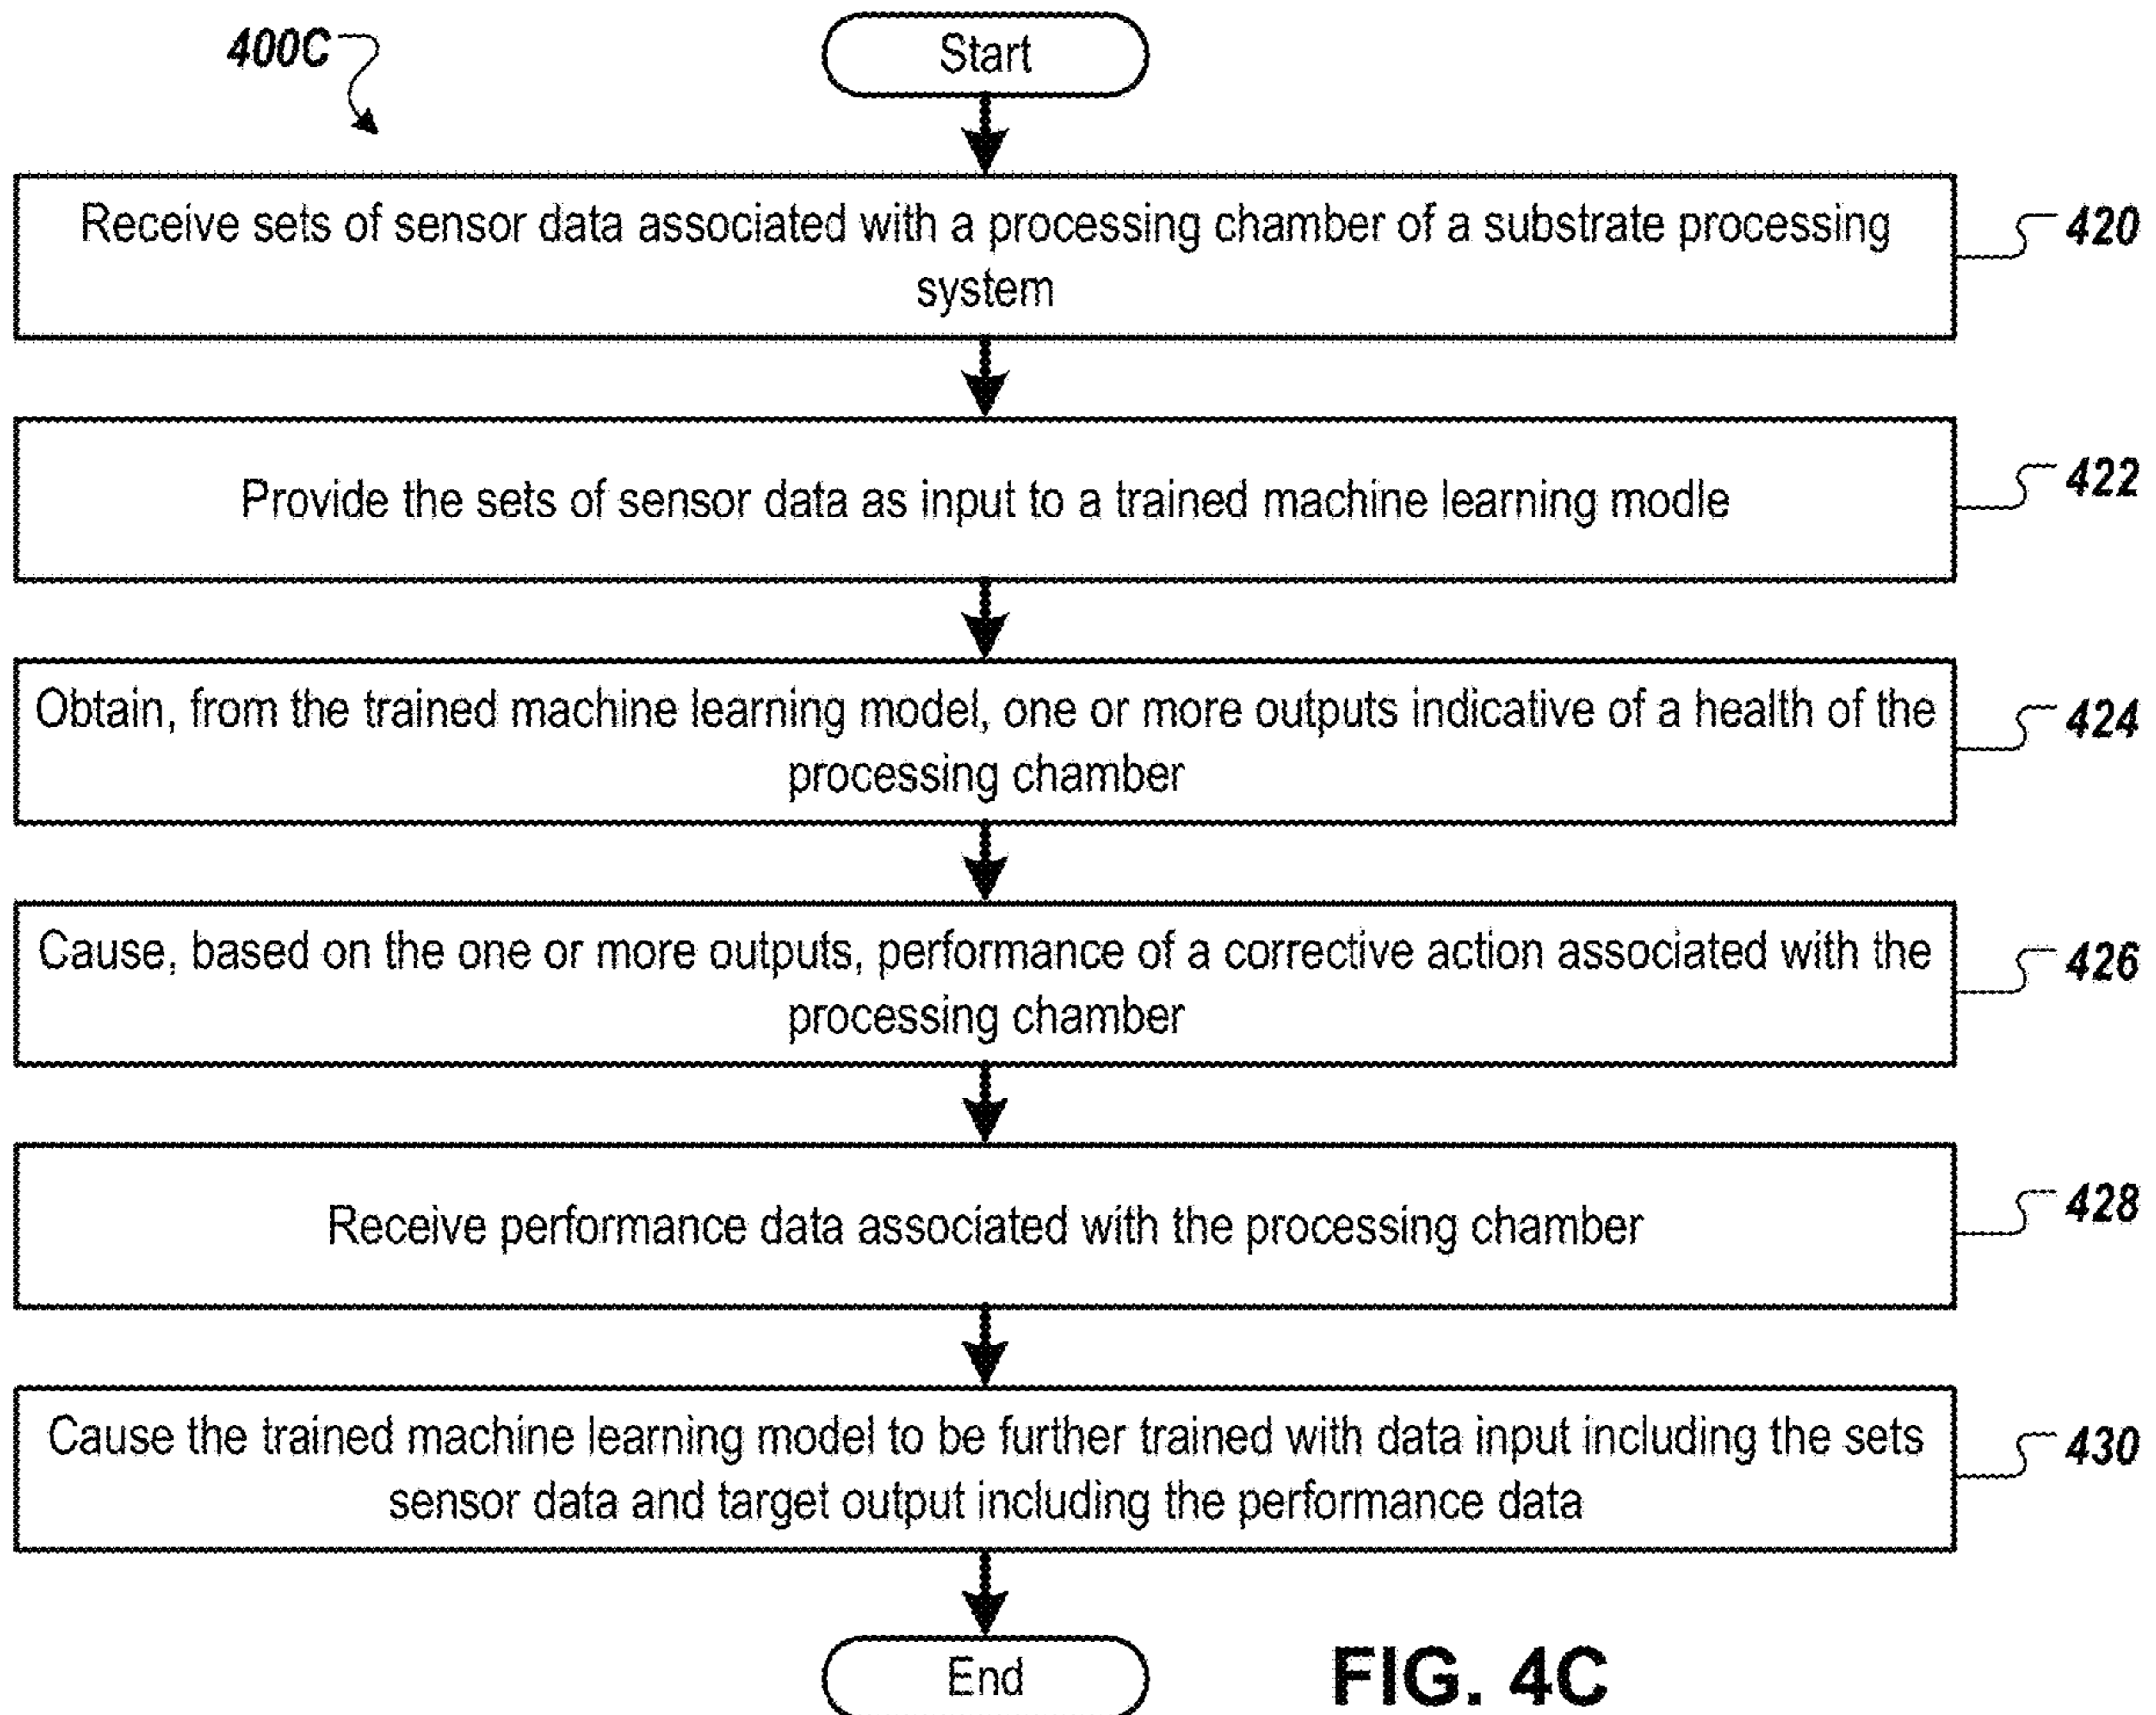 400C
Start
Receive sets of sensor data associated with a processing chamber of a substrate processing
system
420
Provide the sets of sensor data as input to a trained machine learning modle
422
Obtain, from the trained machine learning model, one or more outputs indicative of a health of the
processing chamber
424
Cause, based on the one or more outputs, performance of a corrective action associated with the
processing chamber
426
Receive performance data associated with the processing chamber
428
Cause the trained machine learning model to be further trained with data input including the sets
sensor data and target output including the performance data
430
End
FIG. 4C